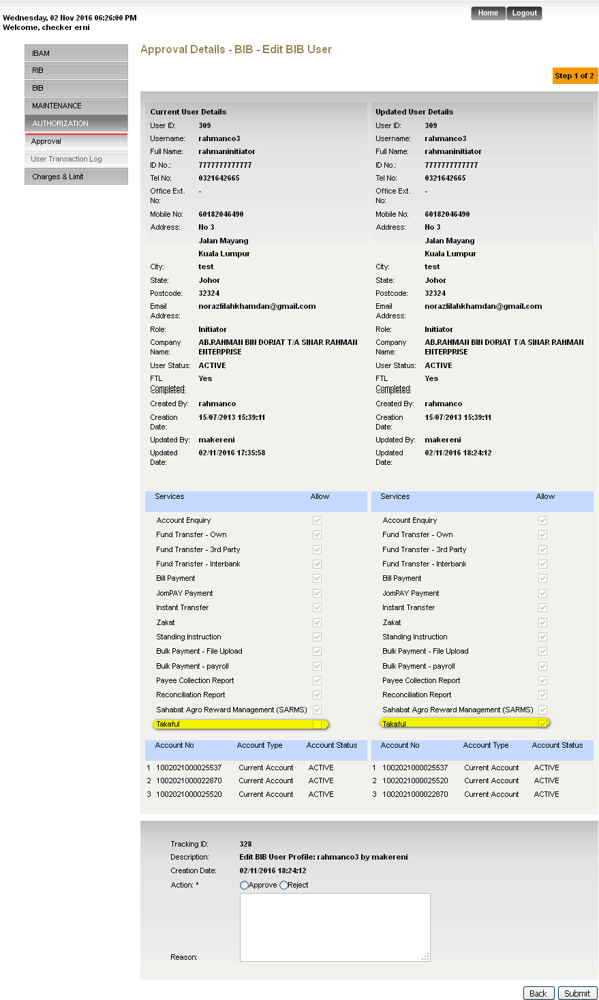 Home Logout
Wednesday, 02 Nov 2016 06:26:00 PM
Welcome, checker erni
IBAM
RIB
BIB
MAINTENANCE
AUTHORIZATION
Approval
User Transaction Log
Charges & Limit
Approval Details - BIB - Edit BIB User
Step 1 of 2
Current User Details
User ID: 309
Username: rahmanco3
Full Name: rahmaninitiator
ID No.: 7777777777777
Tel No: 0321642665
Office Ext. -
No:
Mobile No: 60182046490
Address: No 3
Jalan Mayang
Kuala Lumpur
City: test
State: Johor
Postcode: 32324
Email norazlilahkhamdan@gmail.com
Address:
Role: Initiator
Company AB.RAHMAN BIN DORIAT T/A SINAR RAHMAN
Name: ENTERPRISE
User Status: ACTIVE
FTL Yes
Completed:
Created By: rahmanco
Creation 15/07/2013 15:39:11
Date:
Updated By: makereni
Updated 02/11/2016 17:35:58
Date:
Updated User Details
User ID: 309
Username: rahmanco3
Full Name: rahmaninitiator
ID No.: 7777777777777
Tel No: 0321642665
Office Ext. -
No:
Mobile No: 60182046490
Address: No 3
Jalan Mayang
Kuala Lumpur
City: test
State: Johor
Postcode: 32324
Email norazlilahkhamdan@gmail.com
Address:
Role: Initiator
Company AB.RAHMAN BIN DORIAT T/A SINAR RAHMAN
Name: ENTERPRISE
User Status: ACTIVE
FTL Yes
Completed:
Created By: rahmanco
Creation 15/07/2013 15:39:11
Date:
Updated By: makereni
Updated 02/11/2016 18:24:12
Date:
Services Allow
Account Enquiry
Fund Transfer - Own
Fund Transfer - 3rd Party
Fund Transfer - Interbank
Bill Payment
JomPAY Payment
Instant Transfer
Zakat
Standing Instruction
Bulk Payment - File Upload
Bulk Payment - payroll
Payee Collection Report
Reconciliation Report
Sahabat Agro Reward Management (SARMS)
Takaful
Services Allow
Account Enquiry
Fund Transfer - Own
Fund Transfer - 3rd Party
Fund Transfer - Interbank
Bill Payment
JomPAY Payment
Instant Transfer
Zakat
Standing Instruction
Bulk Payment - File Upload
Bulk Payment - payroll
Payee Collection Report
Reconciliation Report
Sahabat Agro Reward Management (SARMS)
Takaful
Account No Account Type Account Status
1 1002021000025537 Current Account ACTIVE
2 1002021000022870 Current Account ACTIVE
3 1002021000025520 Current Account ACTIVE
Account No Account Type Account Status
1 1002021000025537 Current Account ACTIVE
2 1002021000025520 Current Account ACTIVE
3 1002021000022870 Current Account ACTIVE
Tracking ID: 328
Description: Edit BIB User Profile: rahmanco3 by makereni
Creation Date: 02/11/2016 18:24:12
Action: * Approve Reject
Reason:
Back Submit